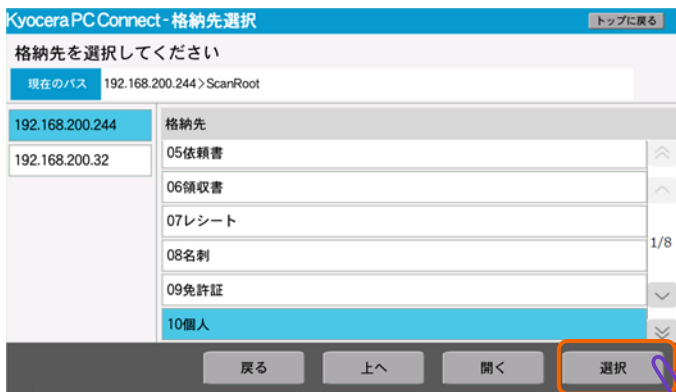 Kyocera PC Connect-格納先選択 トップに戻る
格納先を選択してください
現在のパス 192.168.200.244>ScanRoot
192.168.200.244
192.168.200.32
格納先
05依頼書
06領収書
07レシート
08名刺
09免許証
10個人
1/8
戻る 上へ 開く 選択